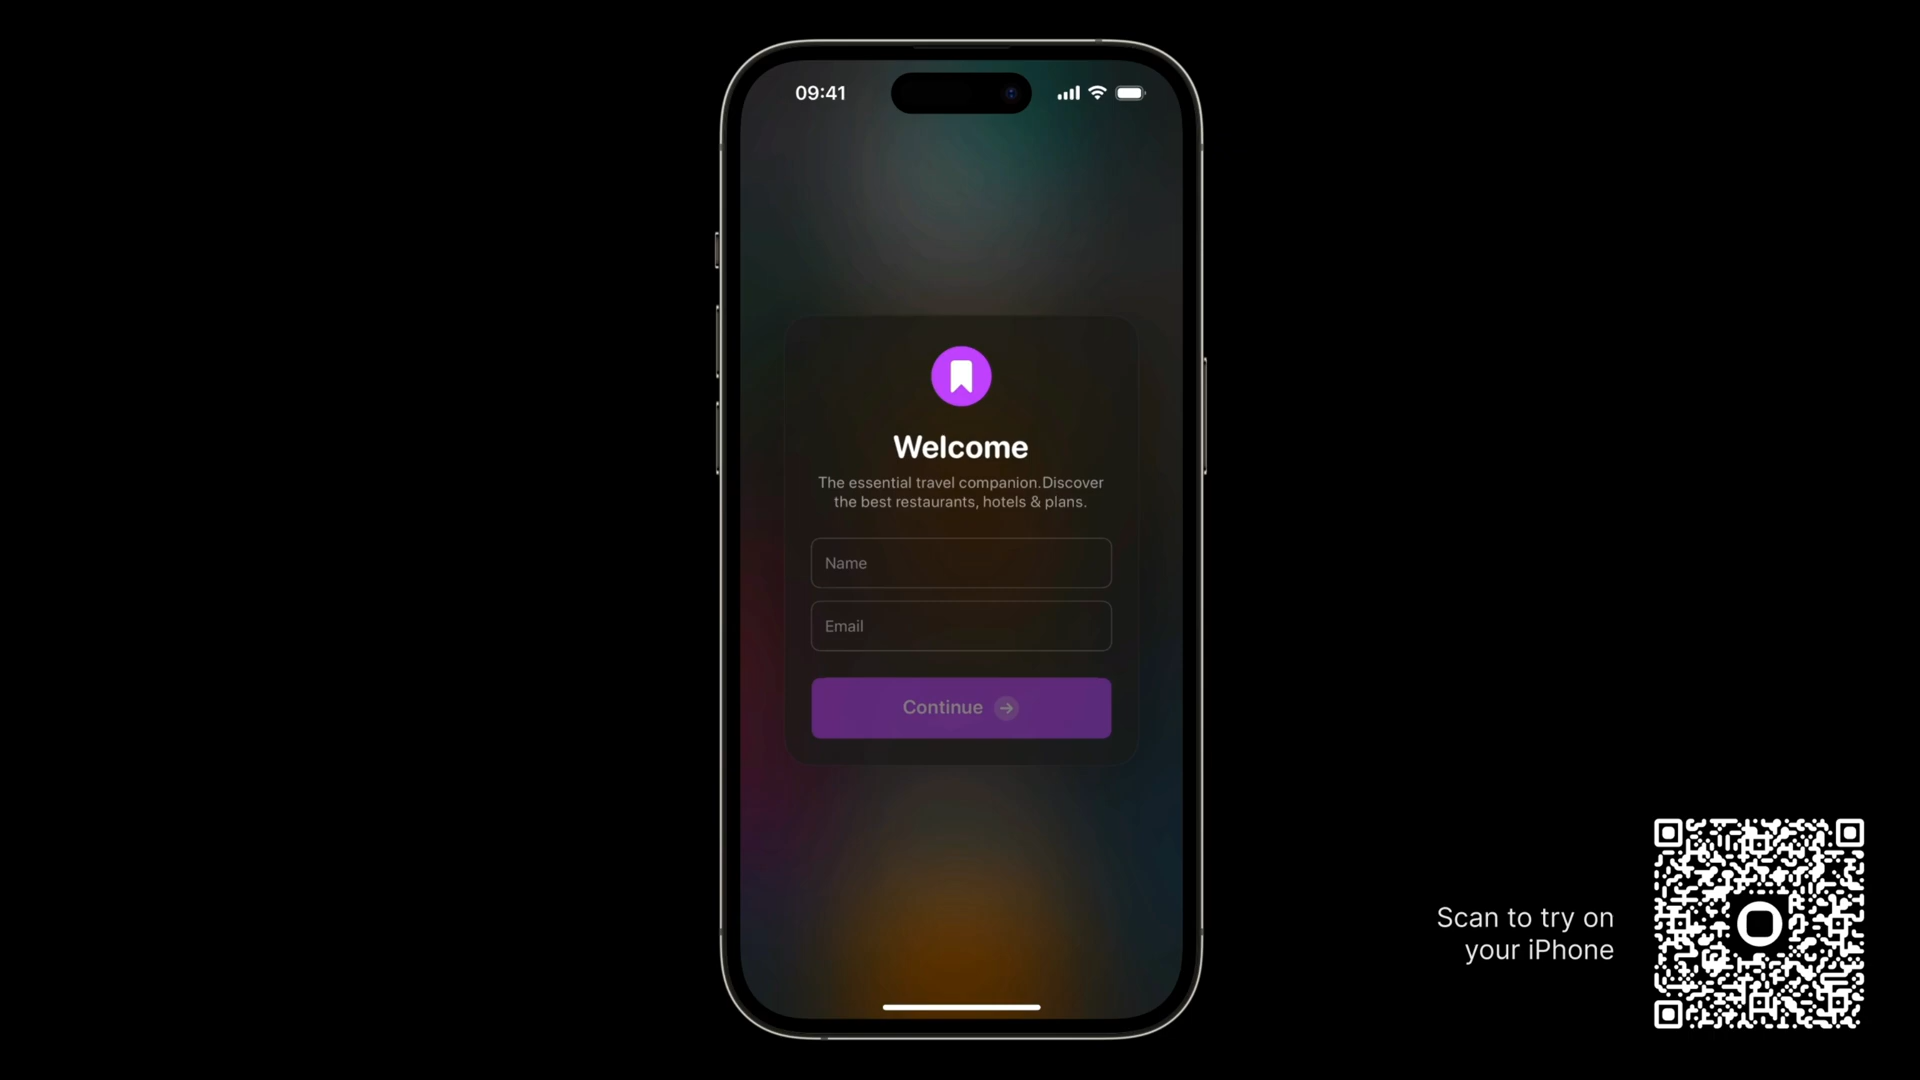 09:41
Welcome
The essential travel companion.Discover
the best restaurants, hotels & plans.
Name
Email
Continue
Scan to try on
your iPhone